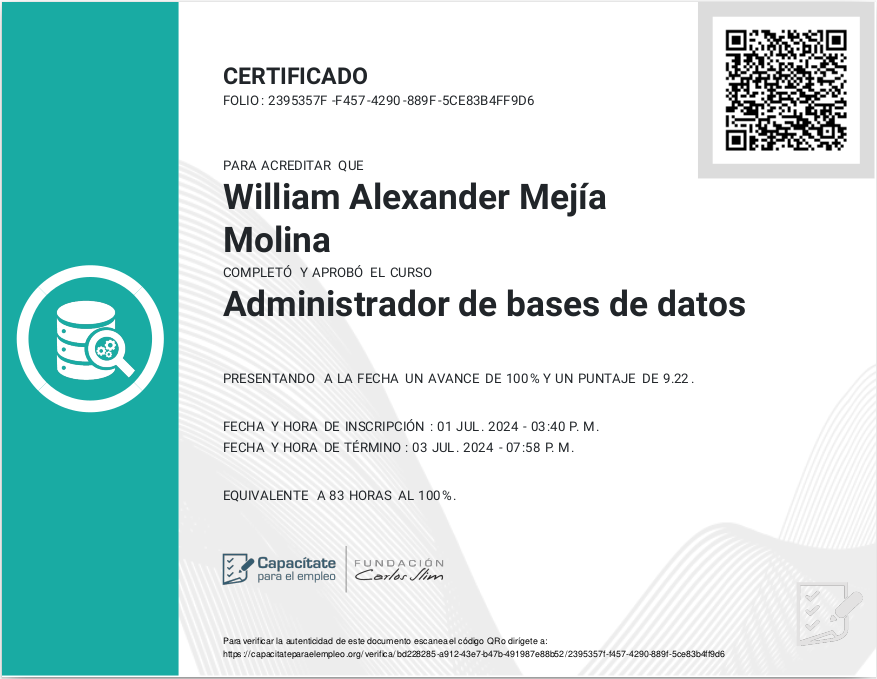 CERTIFICADO
FOLIO: 2395357F-F457-4290-889F-5CE83B4FF9D6
PARA ACREDITAR QUE
William Alexander Mejía
Molina
COMPLETÓ Y APROBÓ EL CURSO
Administrador de bases de datos
PRESENTANDO A LA FECHA UN AVANCE DE 100% Y UN PUNTAJE DE 9.22.
FECHA Y HORA DE INSCRIPCIÓN : 01 JUL. 2024 - 03:40 P. M.
FECHA Y HORA DE TÉRMINO : 03 JUL. 2024 - 07:58 P. M.
EQUIVALENTE A 83 HORAS AL 100%.
Capacítate
para el empleo
FUNDACIÓN
Carlos Slim
Para verificar la autenticidad de este documento escanea el código QR o dirígete a:
https://capacitateparaelempleo.org/verifica/bd228285-a912-43e7-b47b-491987e88b52/2395357f-f457-4290-889f-5ce83b4ff9d6